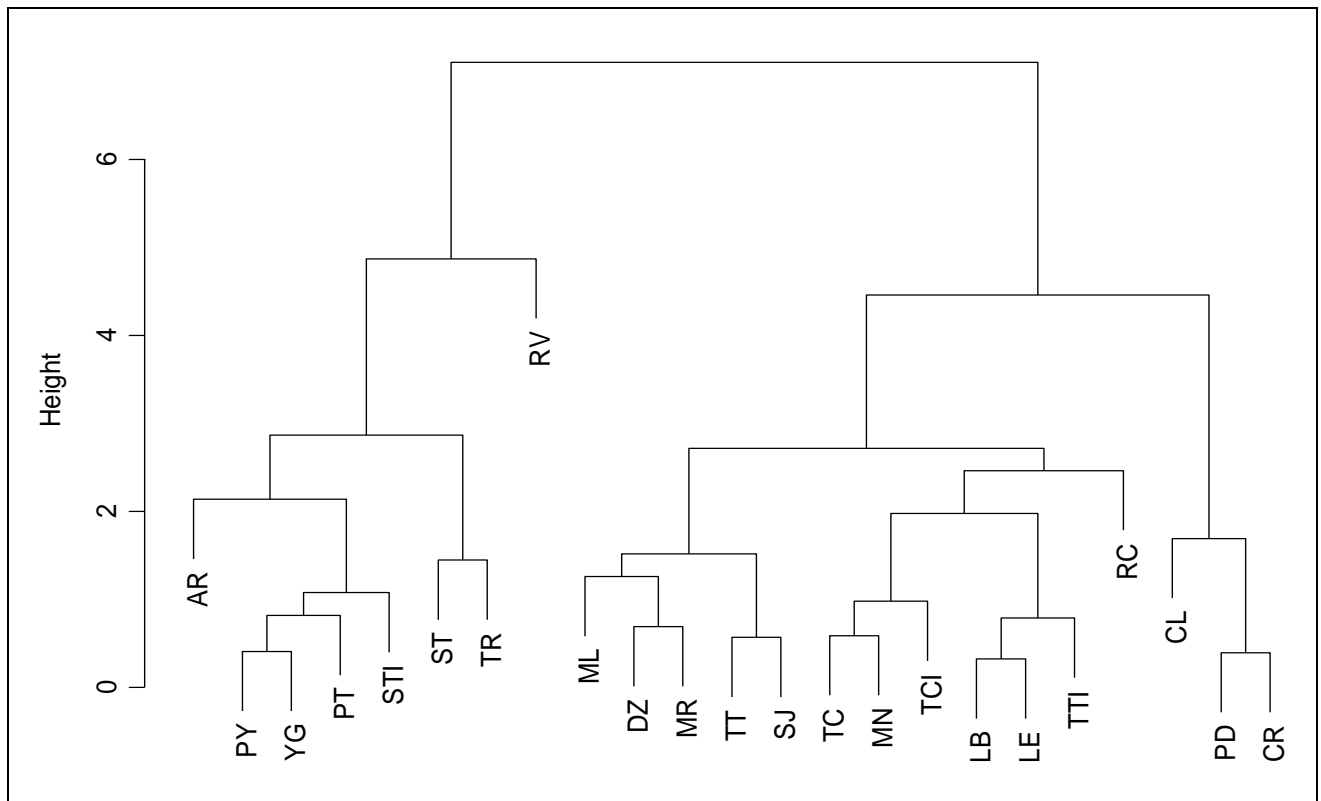 Height
6
4
2
0
RV
AR
RC
CL
ST
TR
ML
STI
PT
TCI
TTI
DZ
MR
TT
SJ
TC
MN
PY
YG
LB
LE
PD
CR